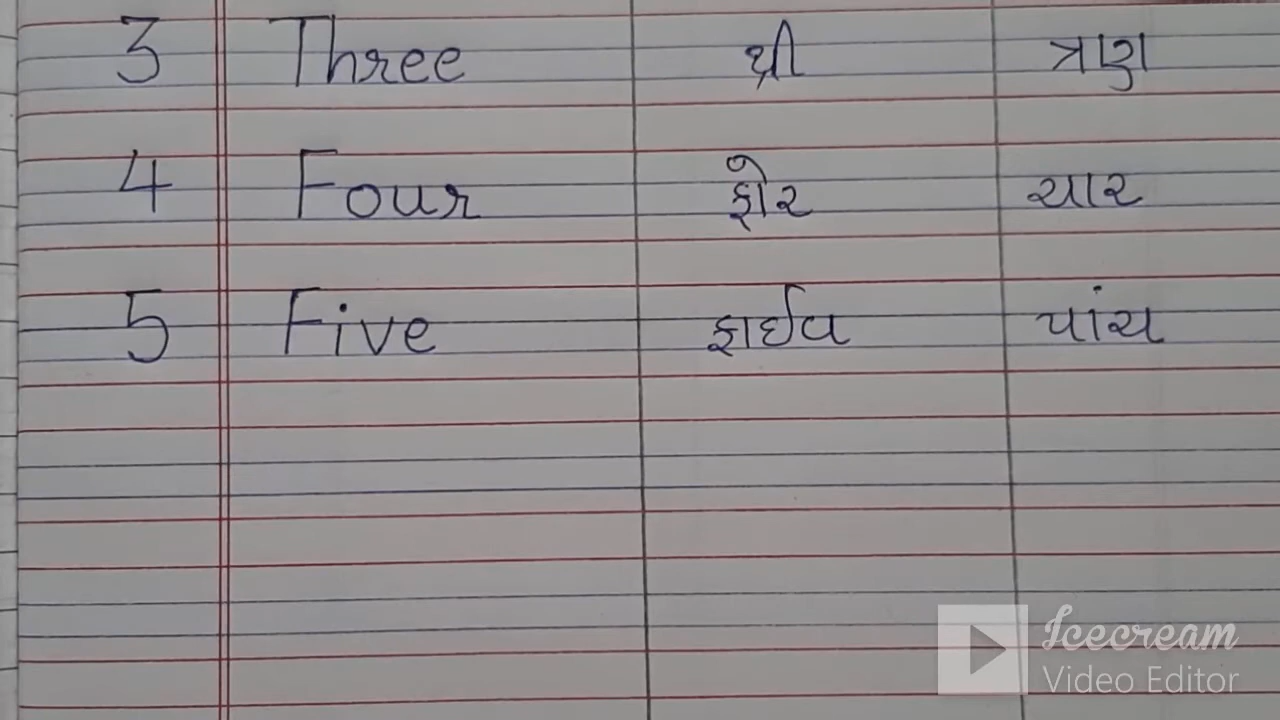 3 Three થ્રી ત્રણ
4 Four ફોર ચાર
5 Five ફાઈવ પાંચ
Icecream
Video Editor